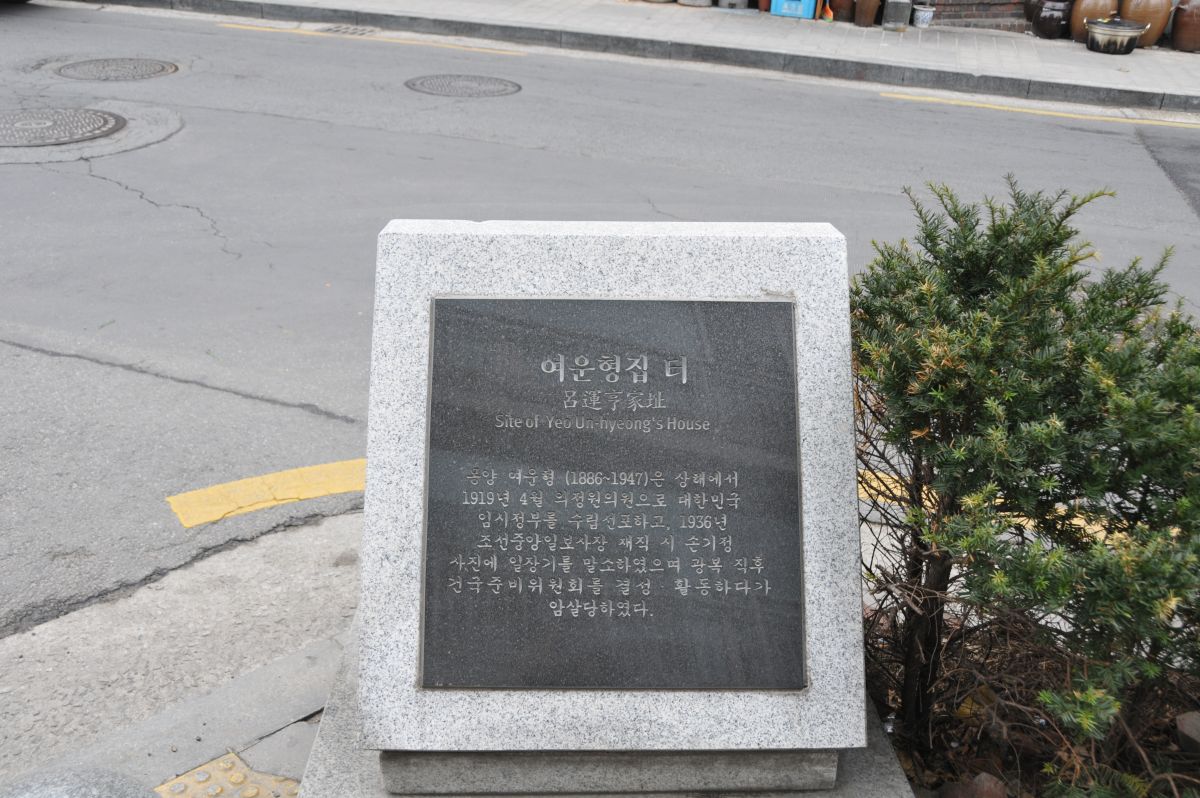 여운형집 터
呂運亨家址
Site of Yeo Un-hyeong's House
몽양 여운형 (1886~1947)은 상해에서
1919년 4월 의정원의원으로 대한민국
임시정부를 수립선포하고, 1936년
조선중앙일보사장 재직 시 손기정
사진에 일장기를 말소하였으며 광복 직후
건국준비위원회를 결성·활동하다가
암살당하였다.